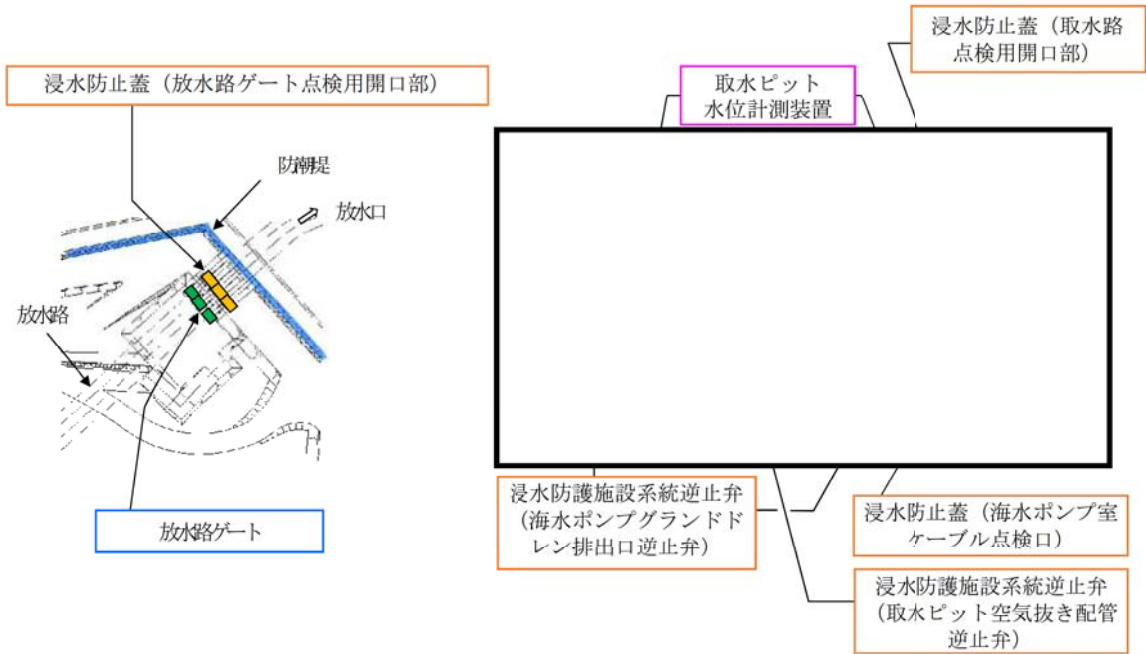 浸水防止蓋(取水路
点検用開口部)
浸水防止蓋(放水路ゲート点検用開口部)
取水ピット
水位計測装置
防潮堤
放水口
放水路
放水路ゲート
浸水防護施設系統逆止弁
(海水ポンプグランドド
レン排出口逆止弁)
浸水防止蓋(海水ポンプ室
ケーブル点検口)
浸水防護施設系統逆止弁
(取水ピット空気抜き配管
逆止弁)